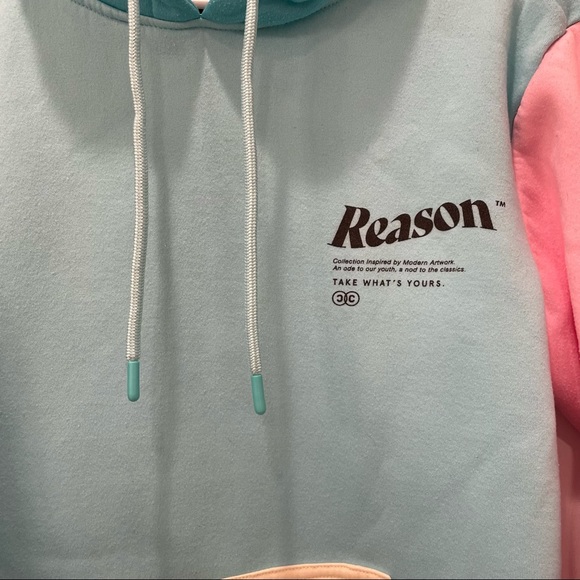 Reason™
Collection Inspired by Modern Artwork.
An ode to our youth, a nod to the classics.
TAKE WHAT'S YOURS.